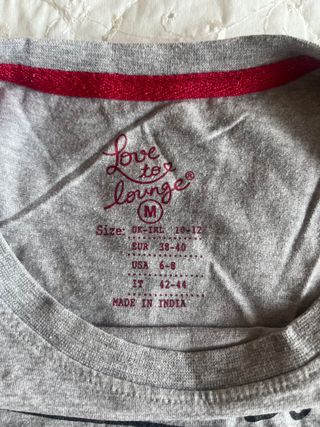 Love
to
lounge®
M
Size: UK-IRL 10-12
EUR 38-40
USA 6-8
IT 42-44
MADE IN INDIA